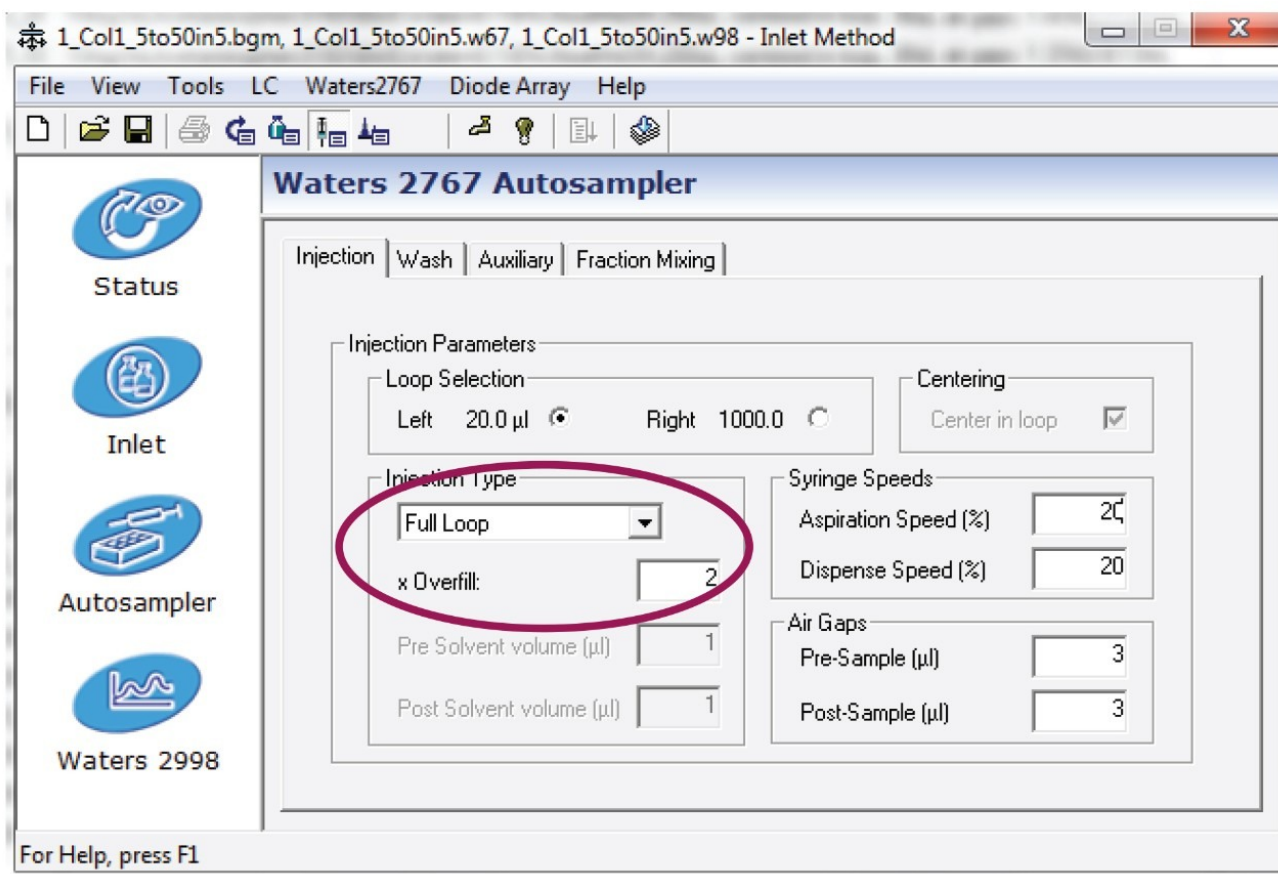 1_Col1_5to50in5.bgm, 1_Col1_5to50in5.w67, 1_Col1_5to50in5.w98 - Inlet Method
File View Tools LC Waters2767 Diode Array Help
Waters 2767 Autosampler
Status
Inlet
Autosampler
Waters 2998
Injection Wash Auxiliary Fraction Mixing
Injection Parameters
Loop Selection
Left 20.0 µl Right 1000.0
Centering
Center in loop
Injection Type
Full Loop
x Overfill: 2
Pre Solvent volume (µl) 1
Post Solvent volume (µl) 1
Syringe Speeds
Aspiration Speed (%) 20
Dispense Speed (%) 20
Air Gaps
Pre-Sample (µl) 3
Post-Sample (µl) 3
For Help, press F1